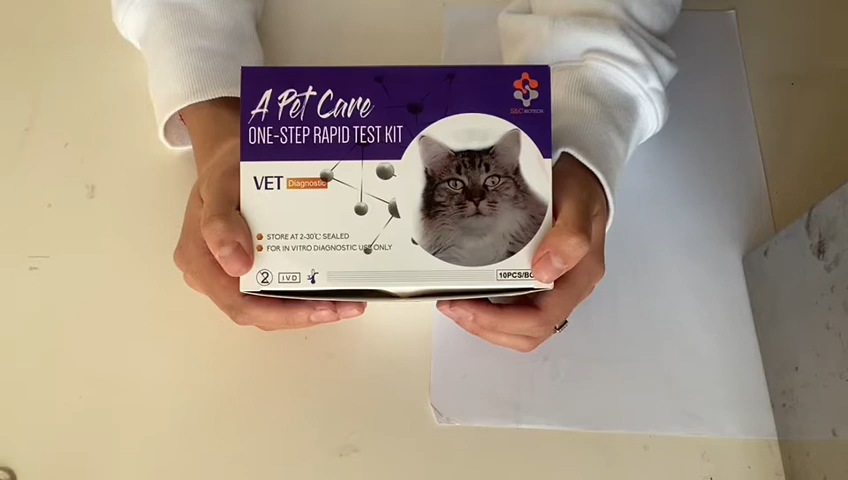 A Pet Care
ONE-STEP RAPID TEST KIT
S&C BIOTECH
VET Diagnostic
STORE AT 2-30℃ SEALED
FOR IN VITRO DIAGNOSTIC USE ONLY
2 IVD
10PCS/BO